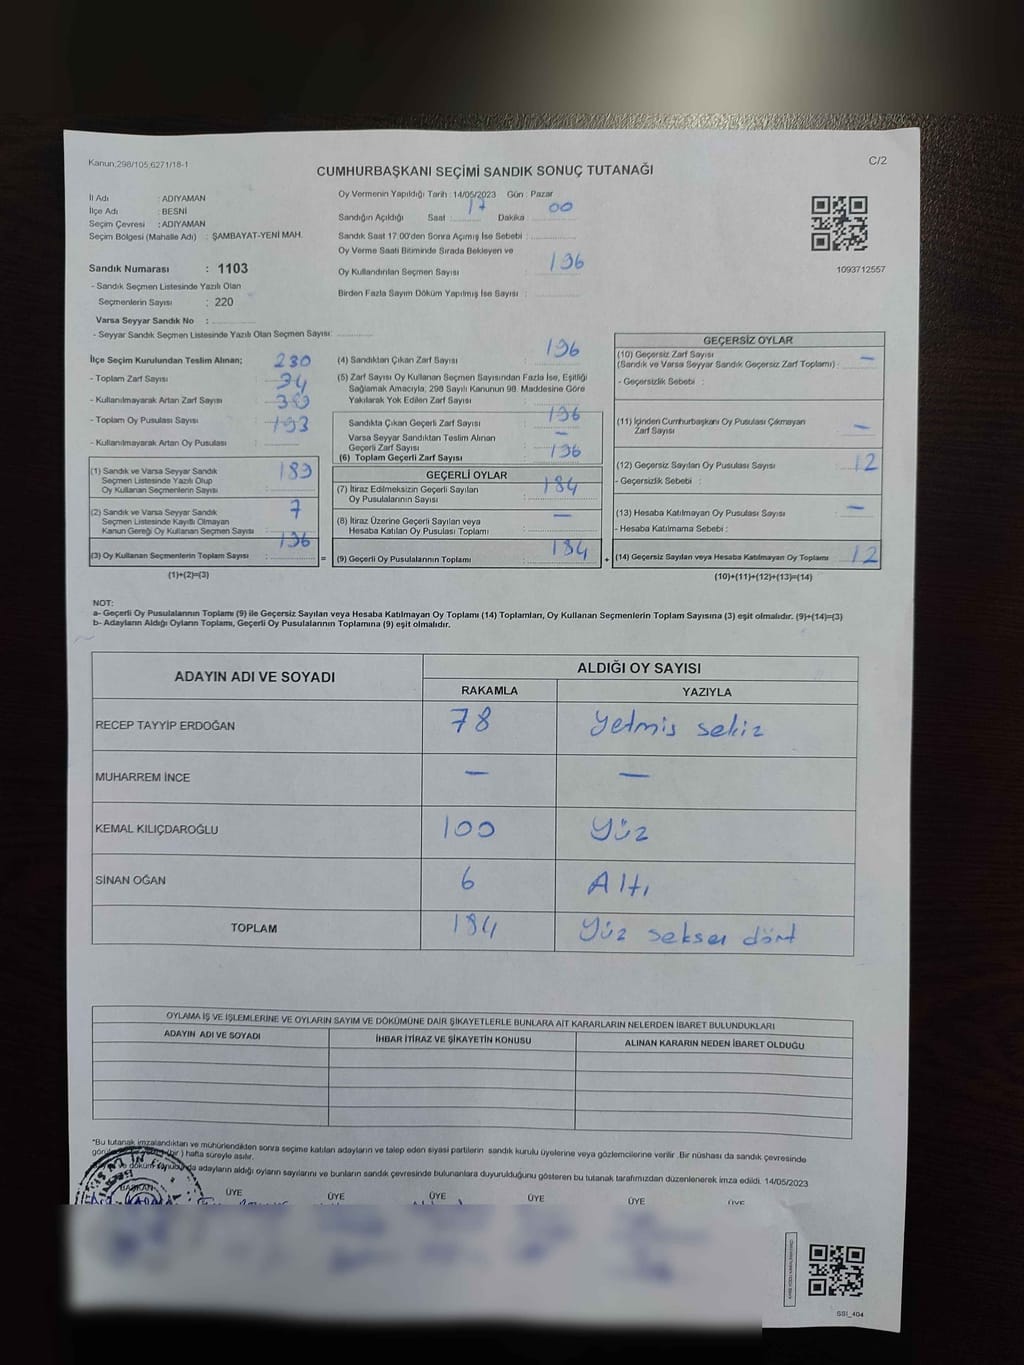 Kanun,298/105,6271/18-1
C/2
CUMHURBAŞKANI SEÇİMİ SANDIK SONUÇ TUTANAĞI
İl Adı : ADIYAMAN
İlçe Adı : BESNİ
Seçim Çevresi : ADIYAMAN
Seçim Bölgesi (Mahalle Adı) : ŞAMBAYAT-YENİ MAH.
Sandık Numarası : 1103
- Sandık Seçmen Listesinde Yazılı Olan
Seçmenlerin Sayısı : 220
Varsa Seyyar Sandık No :
- Seyyar Sandık Seçmen Listesinde Yazılı Olan Seçmen Sayısı:
Oy Vermenin Yapıldığı Tarih : 14/05/2023 Gün : Pazar
Sandığın Açıldığı Saat : 17 Dakika : 00
Sandık Saat 17.00'den Sonra Açımış İse Sebebi :
Oy Verme Saati Bitiminde Sırada Bekleyen ve
Oy Kullandırılan Seçmen Sayısı : 196
Birden Fazla Sayım Döküm Yapılmış İse Sayısı :
1093712557
İlçe Seçim Kurulundan Teslim Alınan;
- Toplam Zarf Sayısı : 230
- Kullanılmayarak Artan Zarf Sayısı : 34
- Toplam Oy Pusulası Sayısı
- Kullanılmayarak Artan Oy Pusulası : 193
(1) Sandık ve Varsa Seyyar Sandık
Seçmen Listesinde Yazılı Olup
Oy Kullanan Seçmenlerin Sayısı : 189
(2) Sandık ve Varsa Seyyar Sandık
Seçmen Listesinde Kayıtlı Olmayan
Kanun Gereği Oy Kullanan Seçmen Sayısı : 7
(3) Oy Kullanan Seçmenlerin Toplam Sayısı : 196
(1)+(2)=(3)
(4) Sandıktan Çıkan Zarf Sayısı : 196
(5) Zarf Sayısı Oy Kullanan Seçmen Sayısından Fazla İse, Eşitliği
Sağlamak Amacıyla, 298 Sayılı Kanunun 98. Maddesine Göre
Yakılarak Yok Edilen Zarf Sayısı :
Sandıkta Çıkan Geçerli Zarf Sayısı : 196
Varsa Seyyar Sandıktan Teslim Alınan
Geçerli Zarf Sayısı : —
(6) Toplam Geçerli Zarf Sayısı : 196
GEÇERLİ OYLAR
(7) İtiraz Edilmeksizin Geçerli Sayılan
Oy Pusulalarının Sayısı : 184
(8) İtiraz Üzerine Geçerli Sayılan veya
Hesaba Katılan Oy Pusulası Toplamı : —
= (9) Geçerli Oy Pusulalarının Toplamı : 184
GEÇERSİZ OYLAR
(10) Geçersiz Zarf Sayısı
(Sandık ve Varsa Seyyar Sandık Geçersiz Zarf Toplamı) : —
- Geçersizlik Sebebi :
(11) İçinden Cumhurbaşkanı Oy Pusulası Çıkmayan
Zarf Sayısı : —
(12) Geçersiz Sayılan Oy Pusulası Sayısı : 12
- Geçersizlik Sebebi :
(13) Hesaba Katılmayan Oy Pusulası Sayısı : —
- Hesaba Katılmama Sebebi :
+ (14) Geçersiz Sayılan veya Hesaba Katılmayan Oy Toplamı : 12
(10)+(11)+(12)+(13)=(14)
NOT:
a- Geçerli Oy Pusulalarının Toplamı (9) ile Geçersiz Sayılan veya Hesaba Katılmayan Oy Toplamı (14) Toplamları, Oy Kullanan Seçmenlerin Toplam Sayısına (3) eşit olmalıdır. (9)+(14)=(3)
b- Adayların Aldığı Oyların Toplamı, Geçerli Oy Pusulalarının Toplamına (9) eşit olmalıdır.
ADAYIN ADI VE SOYADI ALDIĞI OY SAYISI
RAKAMLA YAZIYLA
RECEP TAYYİP ERDOĞAN 78 Yetmis sekiz
MUHARREM İNCE — —
KEMAL KILIÇDAROĞLU 100 Yüz
SİNAN OĞAN 6 Altı
TOPLAM 184 Yüz seksen dört
OYLAMA İŞ VE İŞLEMLERİNE VE OYLARIN SAYIM VE DÖKÜMÜNE DAİR ŞİKAYETLERLE BUNLARA AİT KARARLARIN NELERDEN İBARET BULUNDUKLARI
ADAYIN ADI VE SOYADI İHBAR İTİRAZ VE ŞİKAYETİN KONUSU ALINAN KARARIN NEDEN İBARET OLDUĞU
*Bu tutanak imzalandıktan ve mühürlendikten sonra seçime katılan adayların ve talep eden siyasi partilerin sandık kurulu üyelerine veya gözlemcilerine verilir .Bir nüshası da sandık çevresinde
) hafta süreyle asılır.
ve döküm sonucunda adayların aldığı oyların sayılarını ve bunların sandık çevresinde bulunanlara duyurulduğunu gösteren bu tutanak tarafımızdan düzenlenerek imza edildi. 14/05/2023
BAŞKAN ÜYE ÜYE ÜYE ÜYE ÜYE ÜYE
SSİ_404